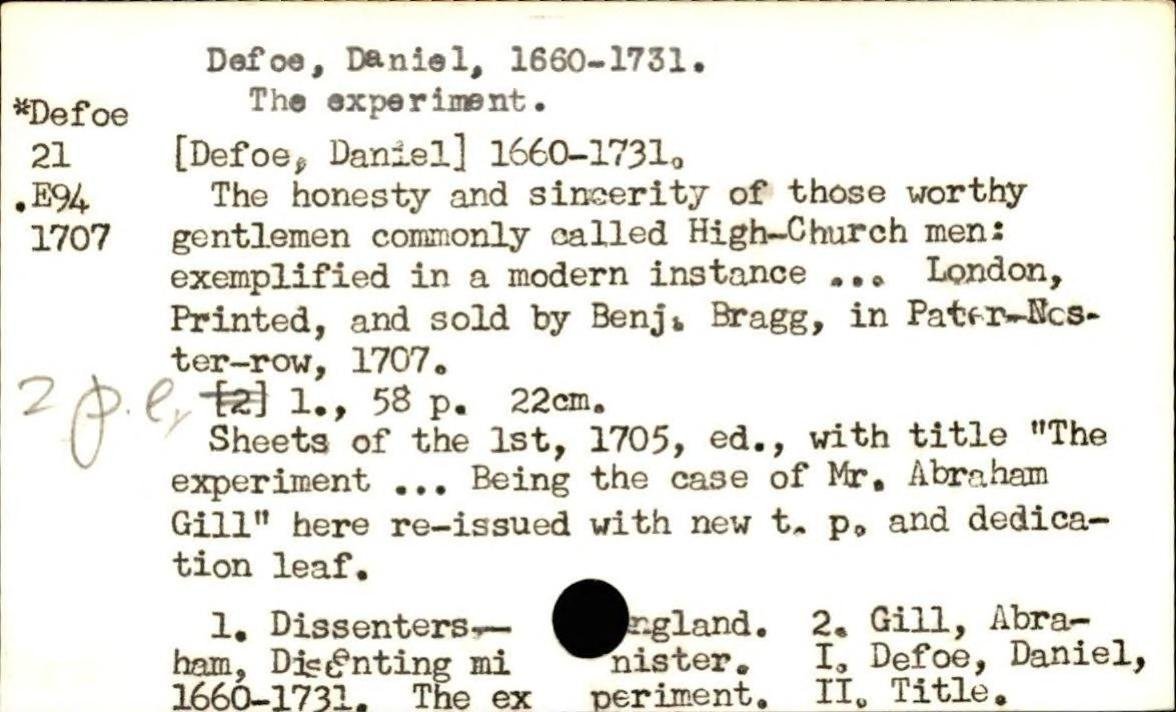 Defoe, Daniel, 1660-1731.
The experiment.
*Defoe
21 [Defoe, Daniel] 1660-1731.
.E94 The honesty and sincerity of those worthy
1707 gentlemen commonly called High-Church men:
exemplified in a modern instance ... London,
Printed, and sold by Benj. Bragg, in Pater-Nos-
ter-row, 1707.
2 p.l., [2] l., 58 p. 22cm.
Sheets of the 1st, 1705, ed., with title "The
experiment ... Being the case of Mr. Abraham
Gill" here re-issued with new t. p. and dedica-
tion leaf.
1. Dissenters-- ngland. 2. Gill, Abra-
ham, Dissenting mi nister. I. Defoe, Daniel,
1660-1731. The ex periment. II. Title.